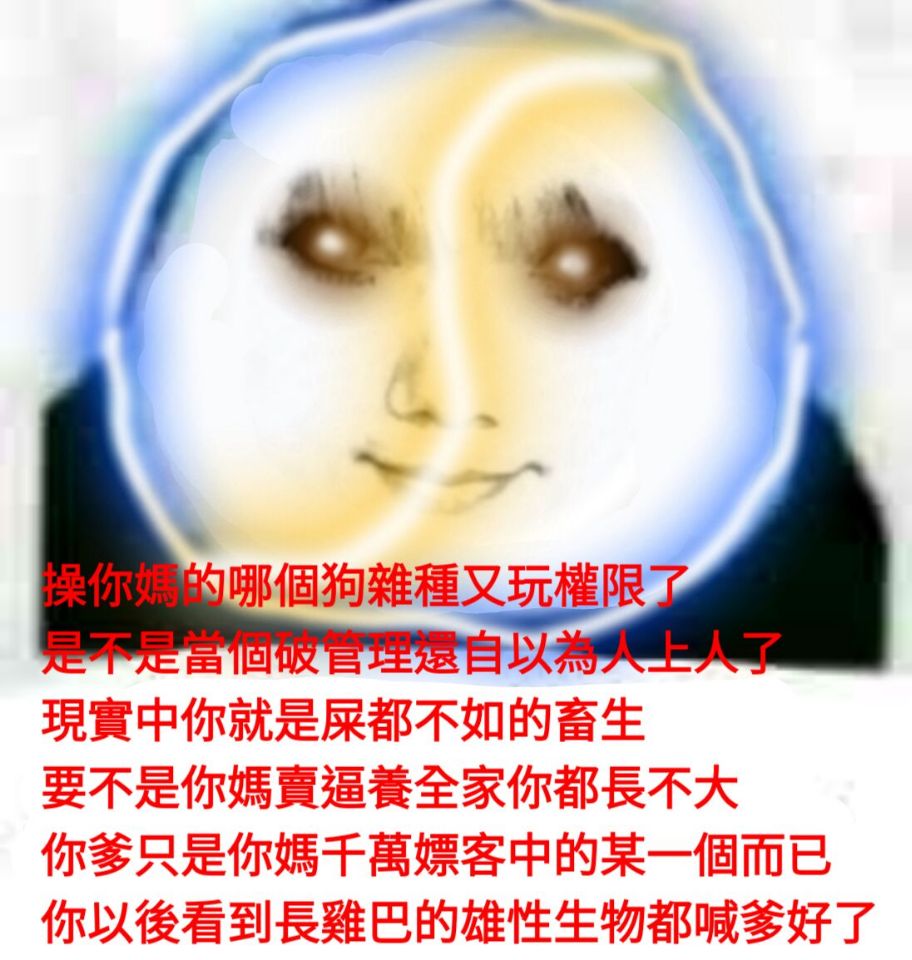 操你媽的哪個狗雜種又玩權限了
是不是當個破管理還自以為人上人了
現實中你就是屎都不如的畜生
要不是你媽賣逼養全家你都長不大
你爹只是你媽千萬嫖客中的某一個而已
你以後看到長雞巴的雄性生物都喊爹好了